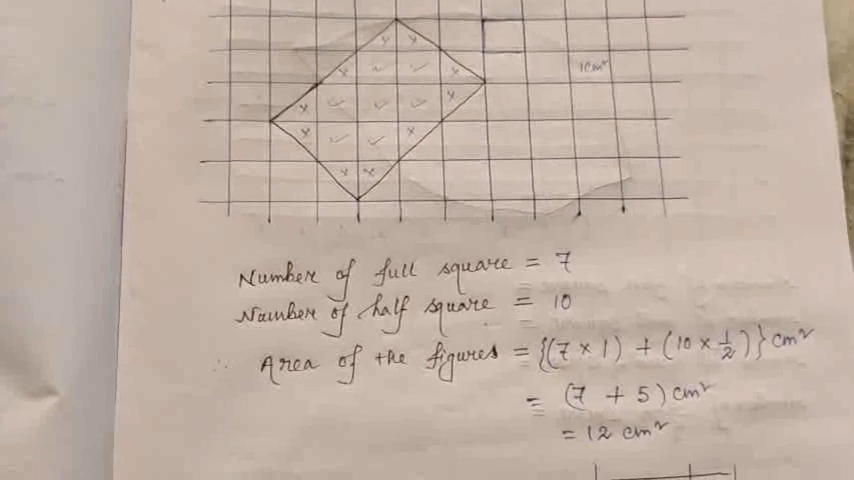 1cm²
Number of full square = 7
Number of half square = 10
∴ Area of the figures = {(7 × 1) + (10 × 1/2)} cm²
= (7 + 5) cm²
= 12 cm²